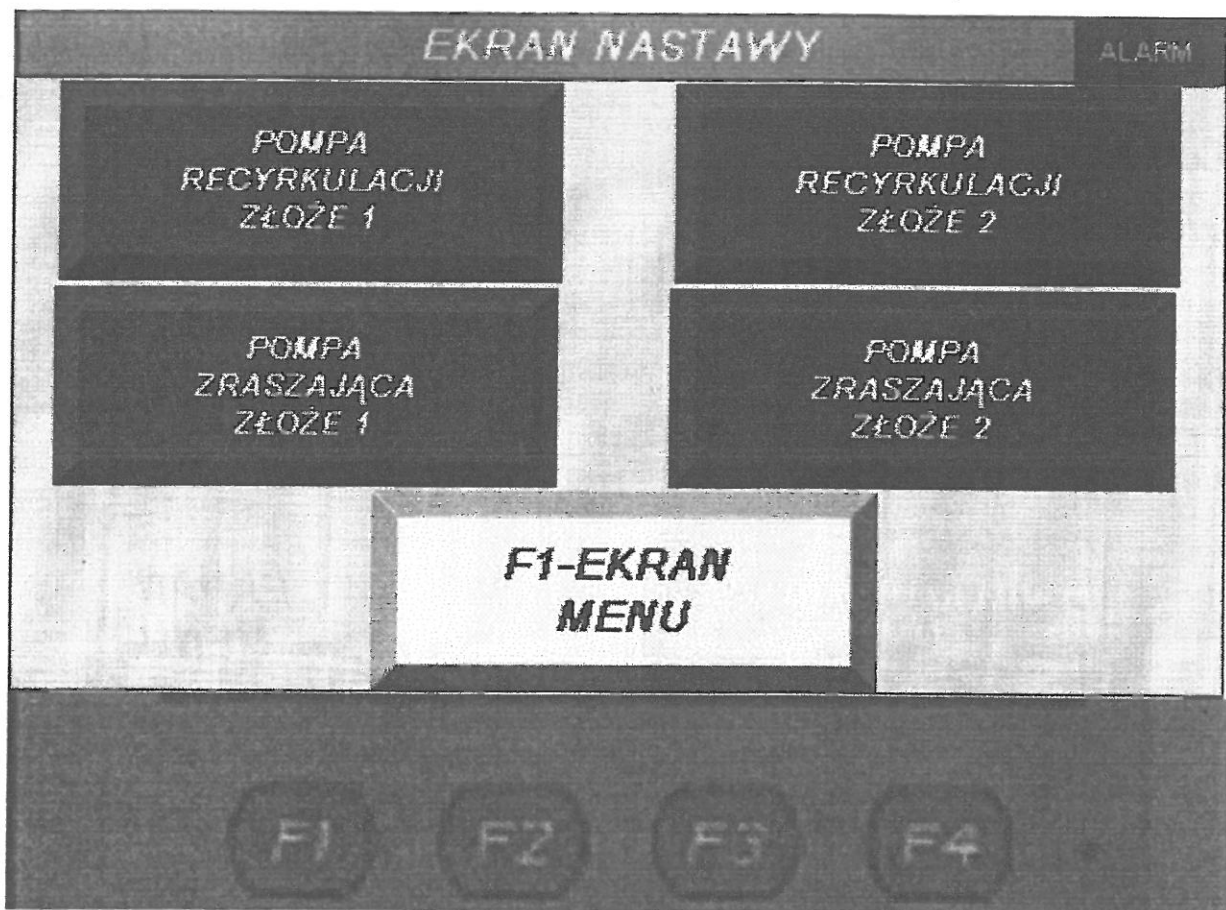 EKRAN NASTAWY
ALARM
POMPA
RECYRKULACJI
ZŁOŻE 1
POMPA
RECYRKULACJI
ZŁOŻE 2
POMPA
ZRASZAJĄCA
ZŁOŻE 1
POMPA
ZRASZAJĄCA
ZŁOŻE 2
F1-EKRAN
MENU
F1 F2 F3 F4